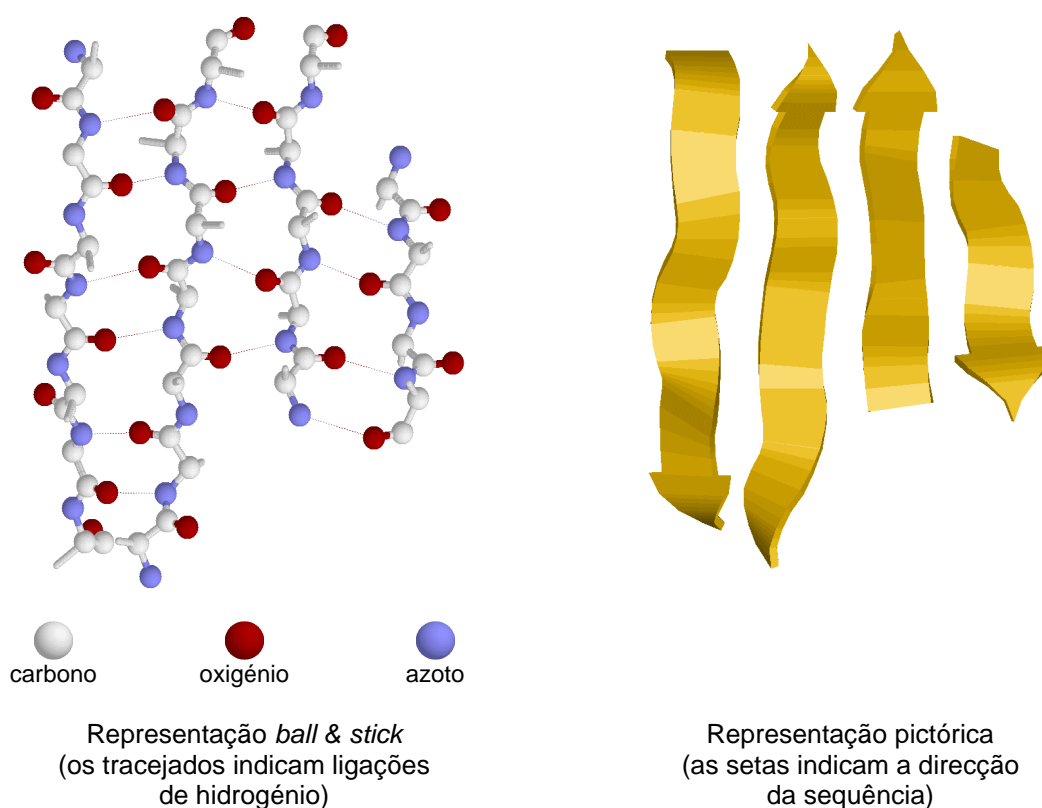 carbono
oxigénio
azoto
Representação ball & stick
(os tracejados indicam ligações
de hidrogénio)
Representação pictórica
(as setas indicam a direcção
da sequência)